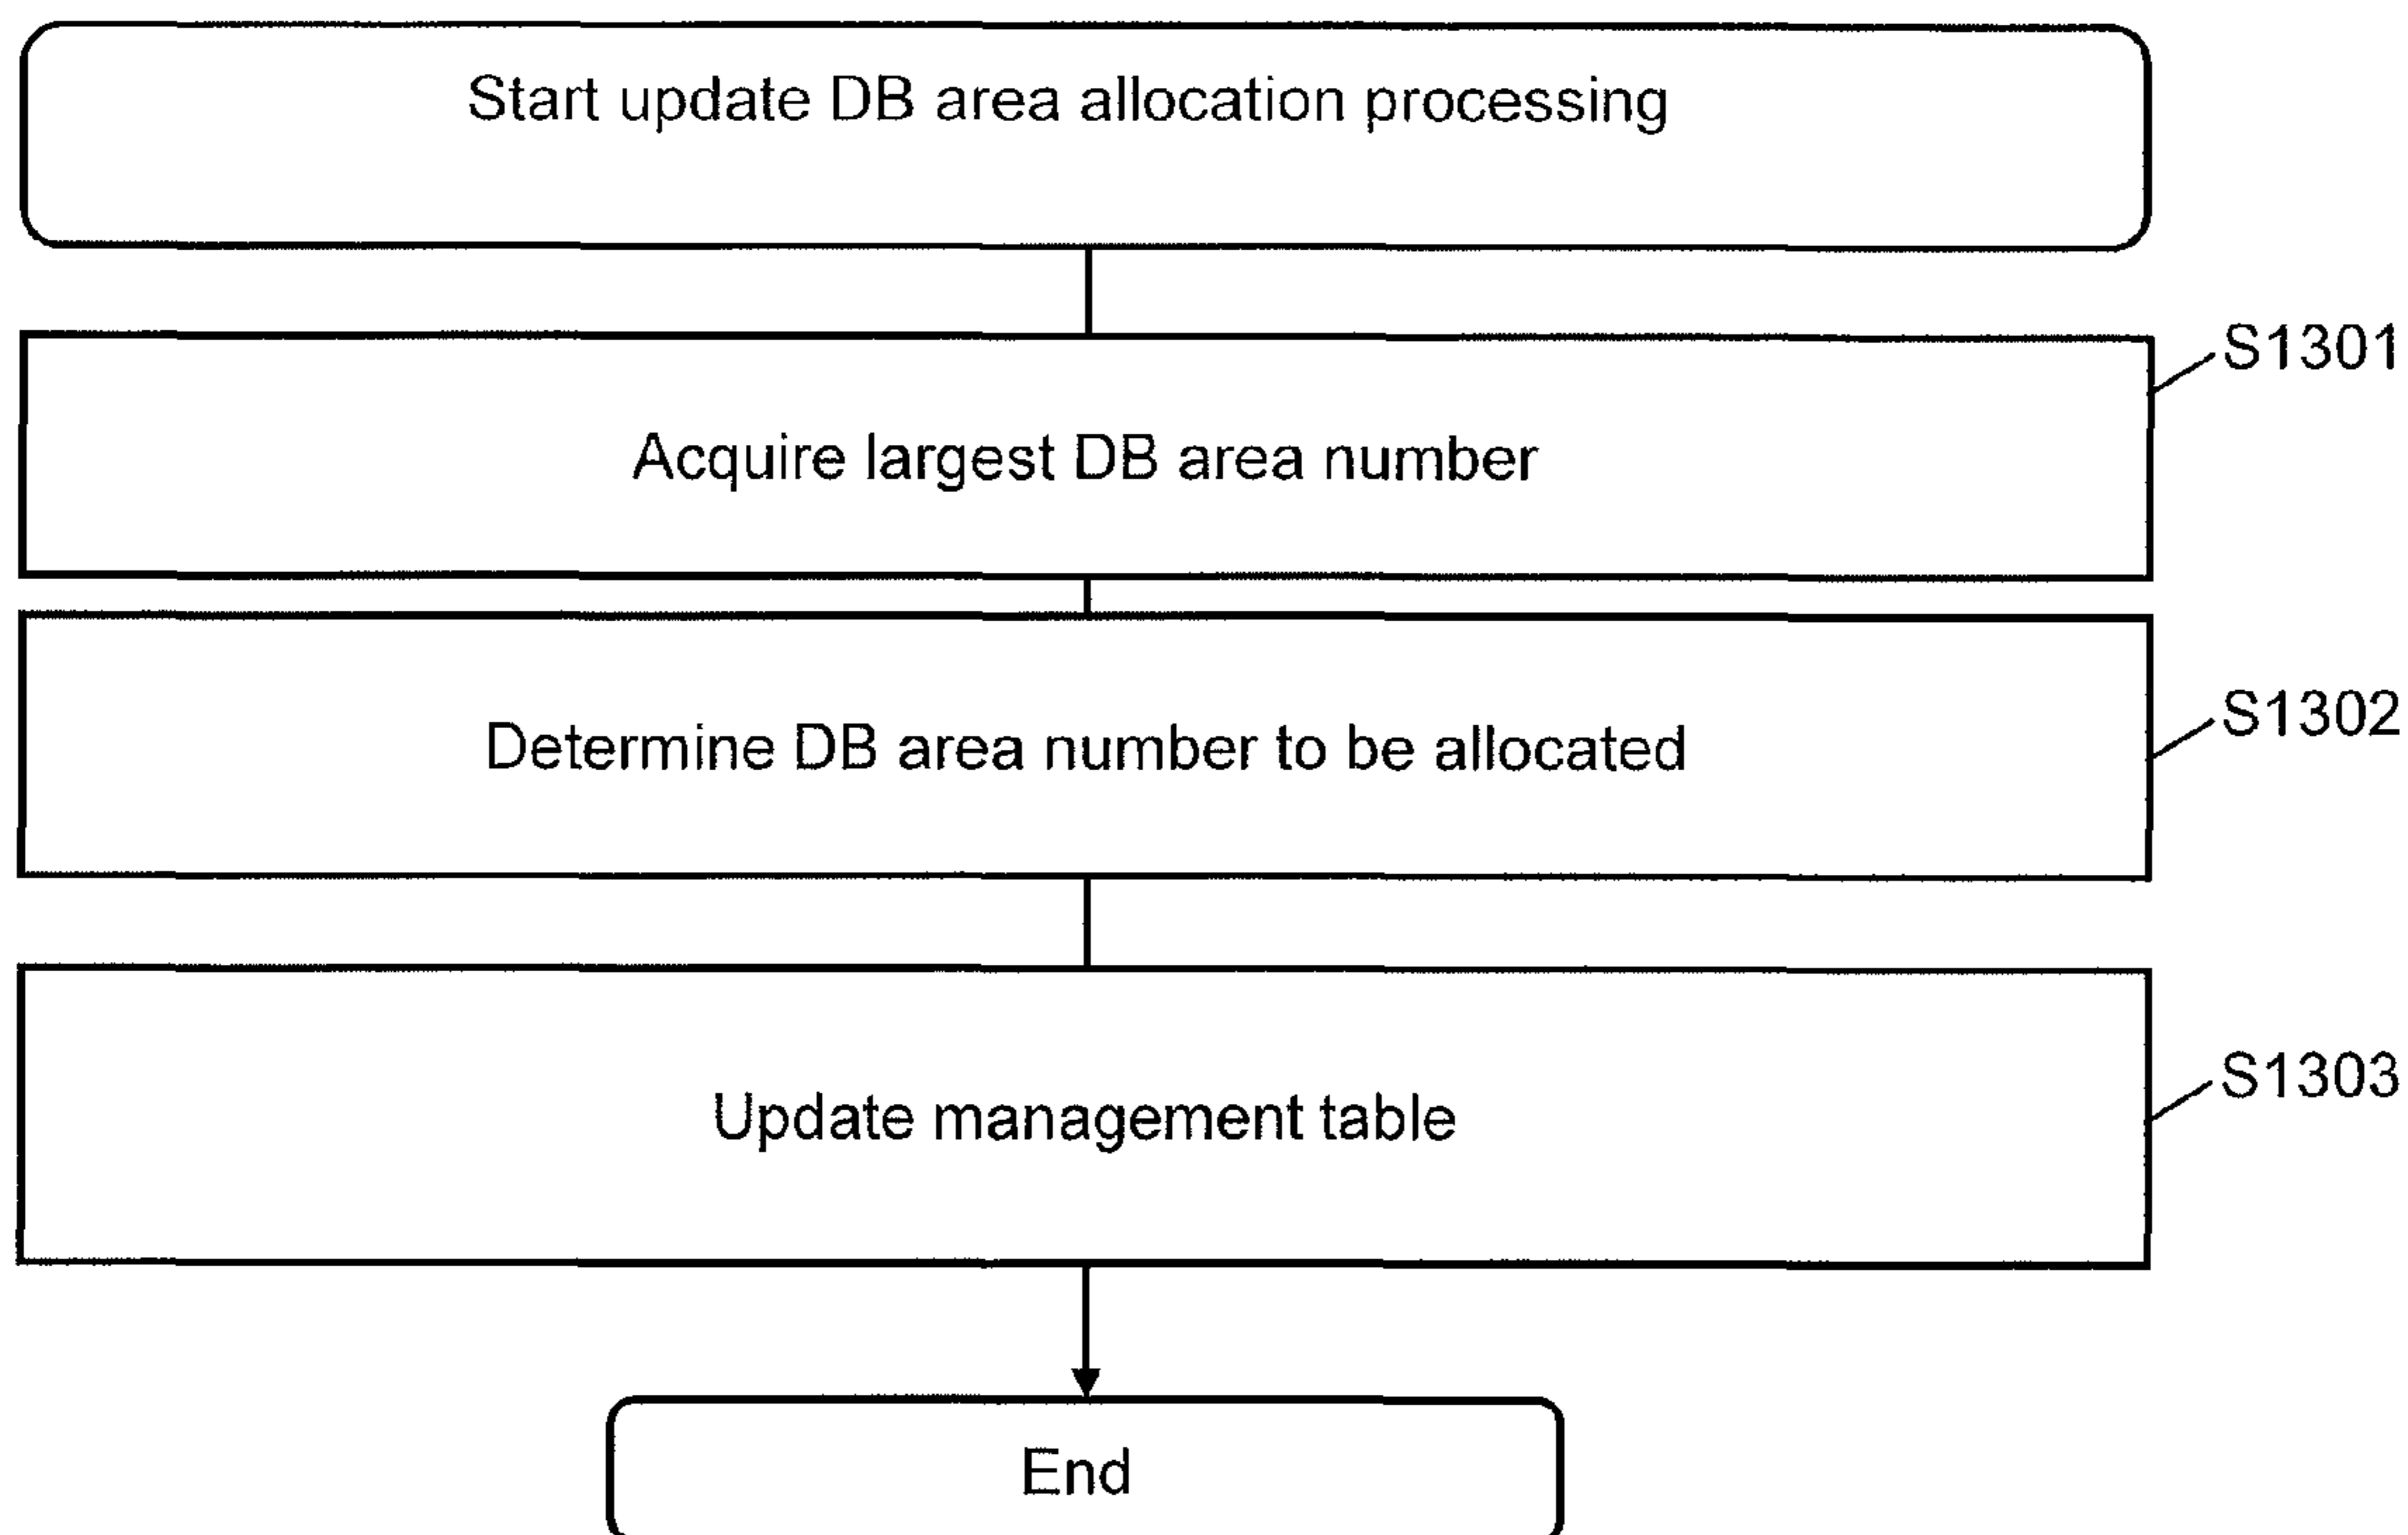 Start update DB area allocation processing
S1301
Acquire largest DB area number
S1302
Determine DB area number to be allocated
S1303
Update management table
End